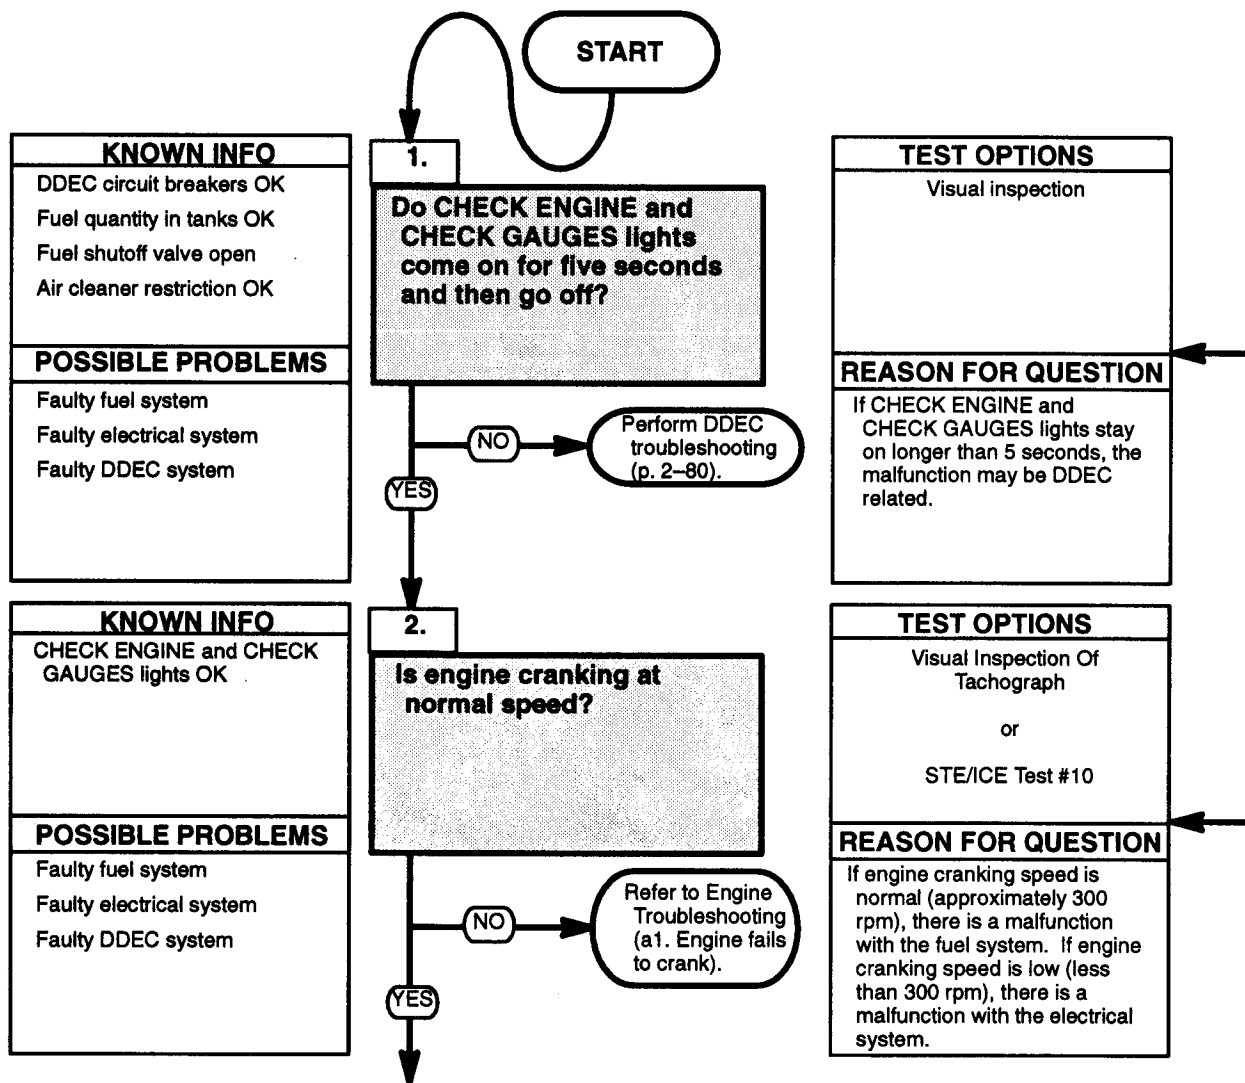 START
KNOWN INFO
DDEC circuit breakers OK
Fuel quantity in tanks OK
Fuel shutoff valve open
Air cleaner restriction OK
POSSIBLE PROBLEMS
Faulty fuel system
Faulty electrical system
Faulty DDEC system
1.
Do CHECK ENGINE and
CHECK GAUGES lights
come on for five seconds
and then go off?
NO
Perform DDEC
troubleshooting
(p. 2–80).
YES
TEST OPTIONS
Visual inspection
REASON FOR QUESTION
If CHECK ENGINE and
CHECK GAUGES lights stay
on longer than 5 seconds, the
malfunction may be DDEC
related.
KNOWN INFO
CHECK ENGINE and CHECK
GAUGES lights OK
POSSIBLE PROBLEMS
Faulty fuel system
Faulty electrical system
Faulty DDEC system
2.
Is engine cranking at
normal speed?
NO
Refer to Engine
Troubleshooting
(a1. Engine fails
to crank).
YES
TEST OPTIONS
Visual Inspection Of
Tachograph
or
STE/ICE Test #10
REASON FOR QUESTION
If engine cranking speed is
normal (approximately 300
rpm), there is a malfunction
with the fuel system. If engine
cranking speed is low (less
than 300 rpm), there is a
malfunction with the electrical
system.